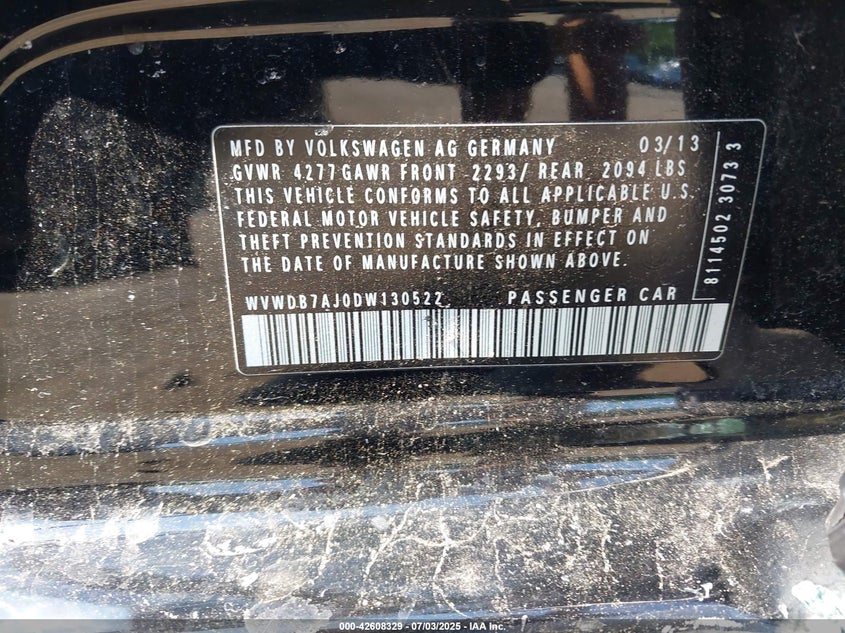 MFD BY VOLKSWAGEN AG GERMANY 03/13
GVWR 4277 GAWR FRONT 2293/ REAR 2094 LBS
THIS VEHICLE CONFORMS TO ALL APPLICABLE U.S.
FEDERAL MOTOR VEHICLE SAFETY, BUMPER AND
THEFT PREVENTION STANDARDS IN EFFECT ON
THE DATE OF MANUFACTURE SHOWN ABOVE.
WVWDB7AJ0DW130522 PASSENGER CAR
8114502 3073 3
000-42608329 - 07/03/2025 - IAA Inc.